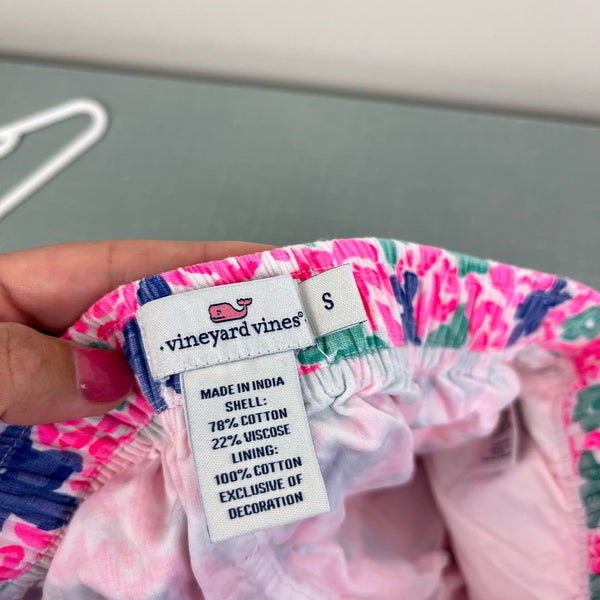 vineyard vines®
S
MADE IN INDIA
SHELL:
78% COTTON
22% VISCOSE
LINING:
100% COTTON
EXCLUSIVE OF
DECORATION